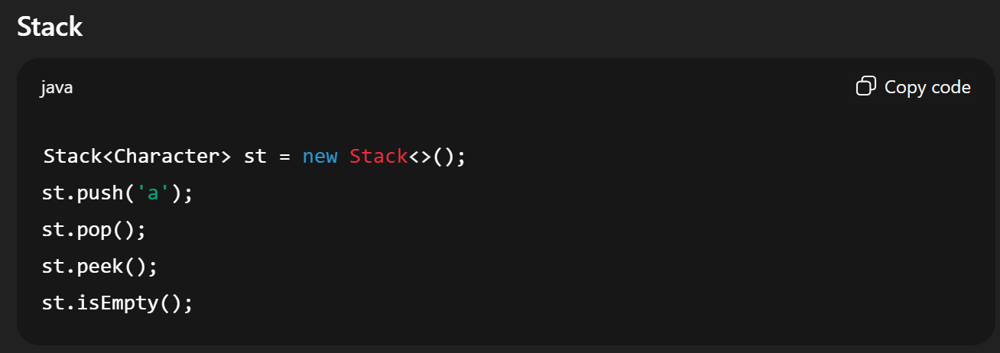 Stack
java
Copy code
Stack<Character> st = new Stack<>();
st.push('a');
st.pop();
st.peek();
st.isEmpty();